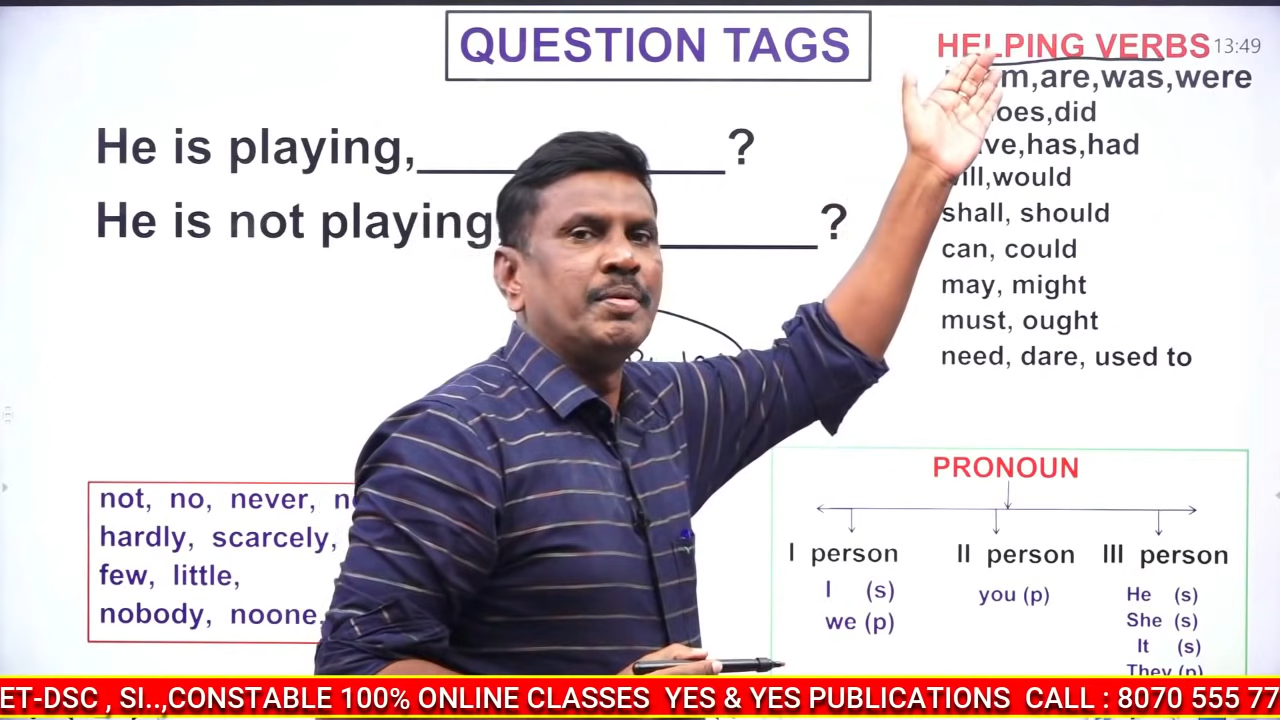 QUESTION TAGS
HELPING VERBS
13:49
are,was,were
did
has,had
would
shall, should
can, could
may, might
must, ought
need, dare, used to
He is playing,__________?
He is not playing ________?
not, no, never,
hardly, scarcely,
few, little,
nobody, noone,
PRONOUN
I person
II person
III person
I (s)
we (p)
you (p)
He (s)
She (s)
It (s)
They (p)
ET-DSC , SI..,CONSTABLE 100% ONLINE CLASSES YES & YES PUBLICATIONS CALL : 8070 555 77